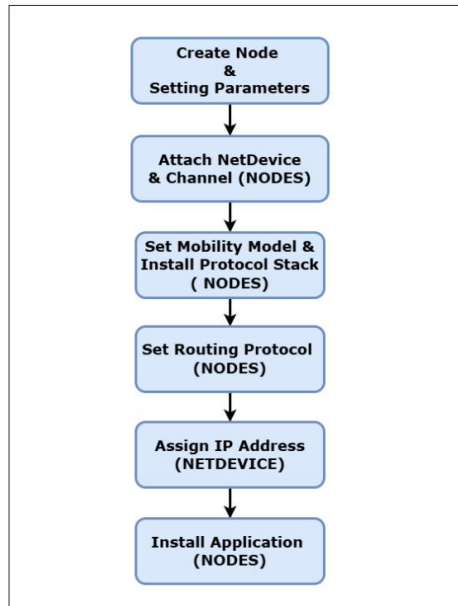 Create Node
&
Setting Parameters
Attach NetDevice
& Channel (NODES)
Set Mobility Model &
Install Protocol Stack
( NODES)
Set Routing Protocol
(NODES)
Assign IP Address
(NETDEVICE)
Install Application
(NODES)